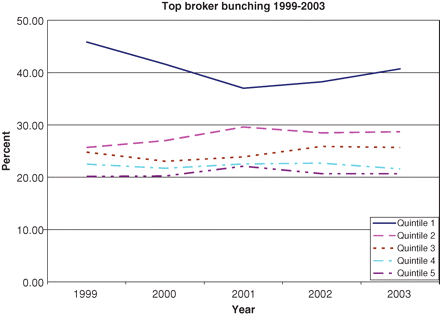 Top broker bunching 1999-2003
50.00
40.00
30.00
20.00
10.00
0.00
Percent
1999 2000 2001 2002 2003
Year
Quintile 1
Quintile 2
Quintile 3
Quintile 4
Quintile 5